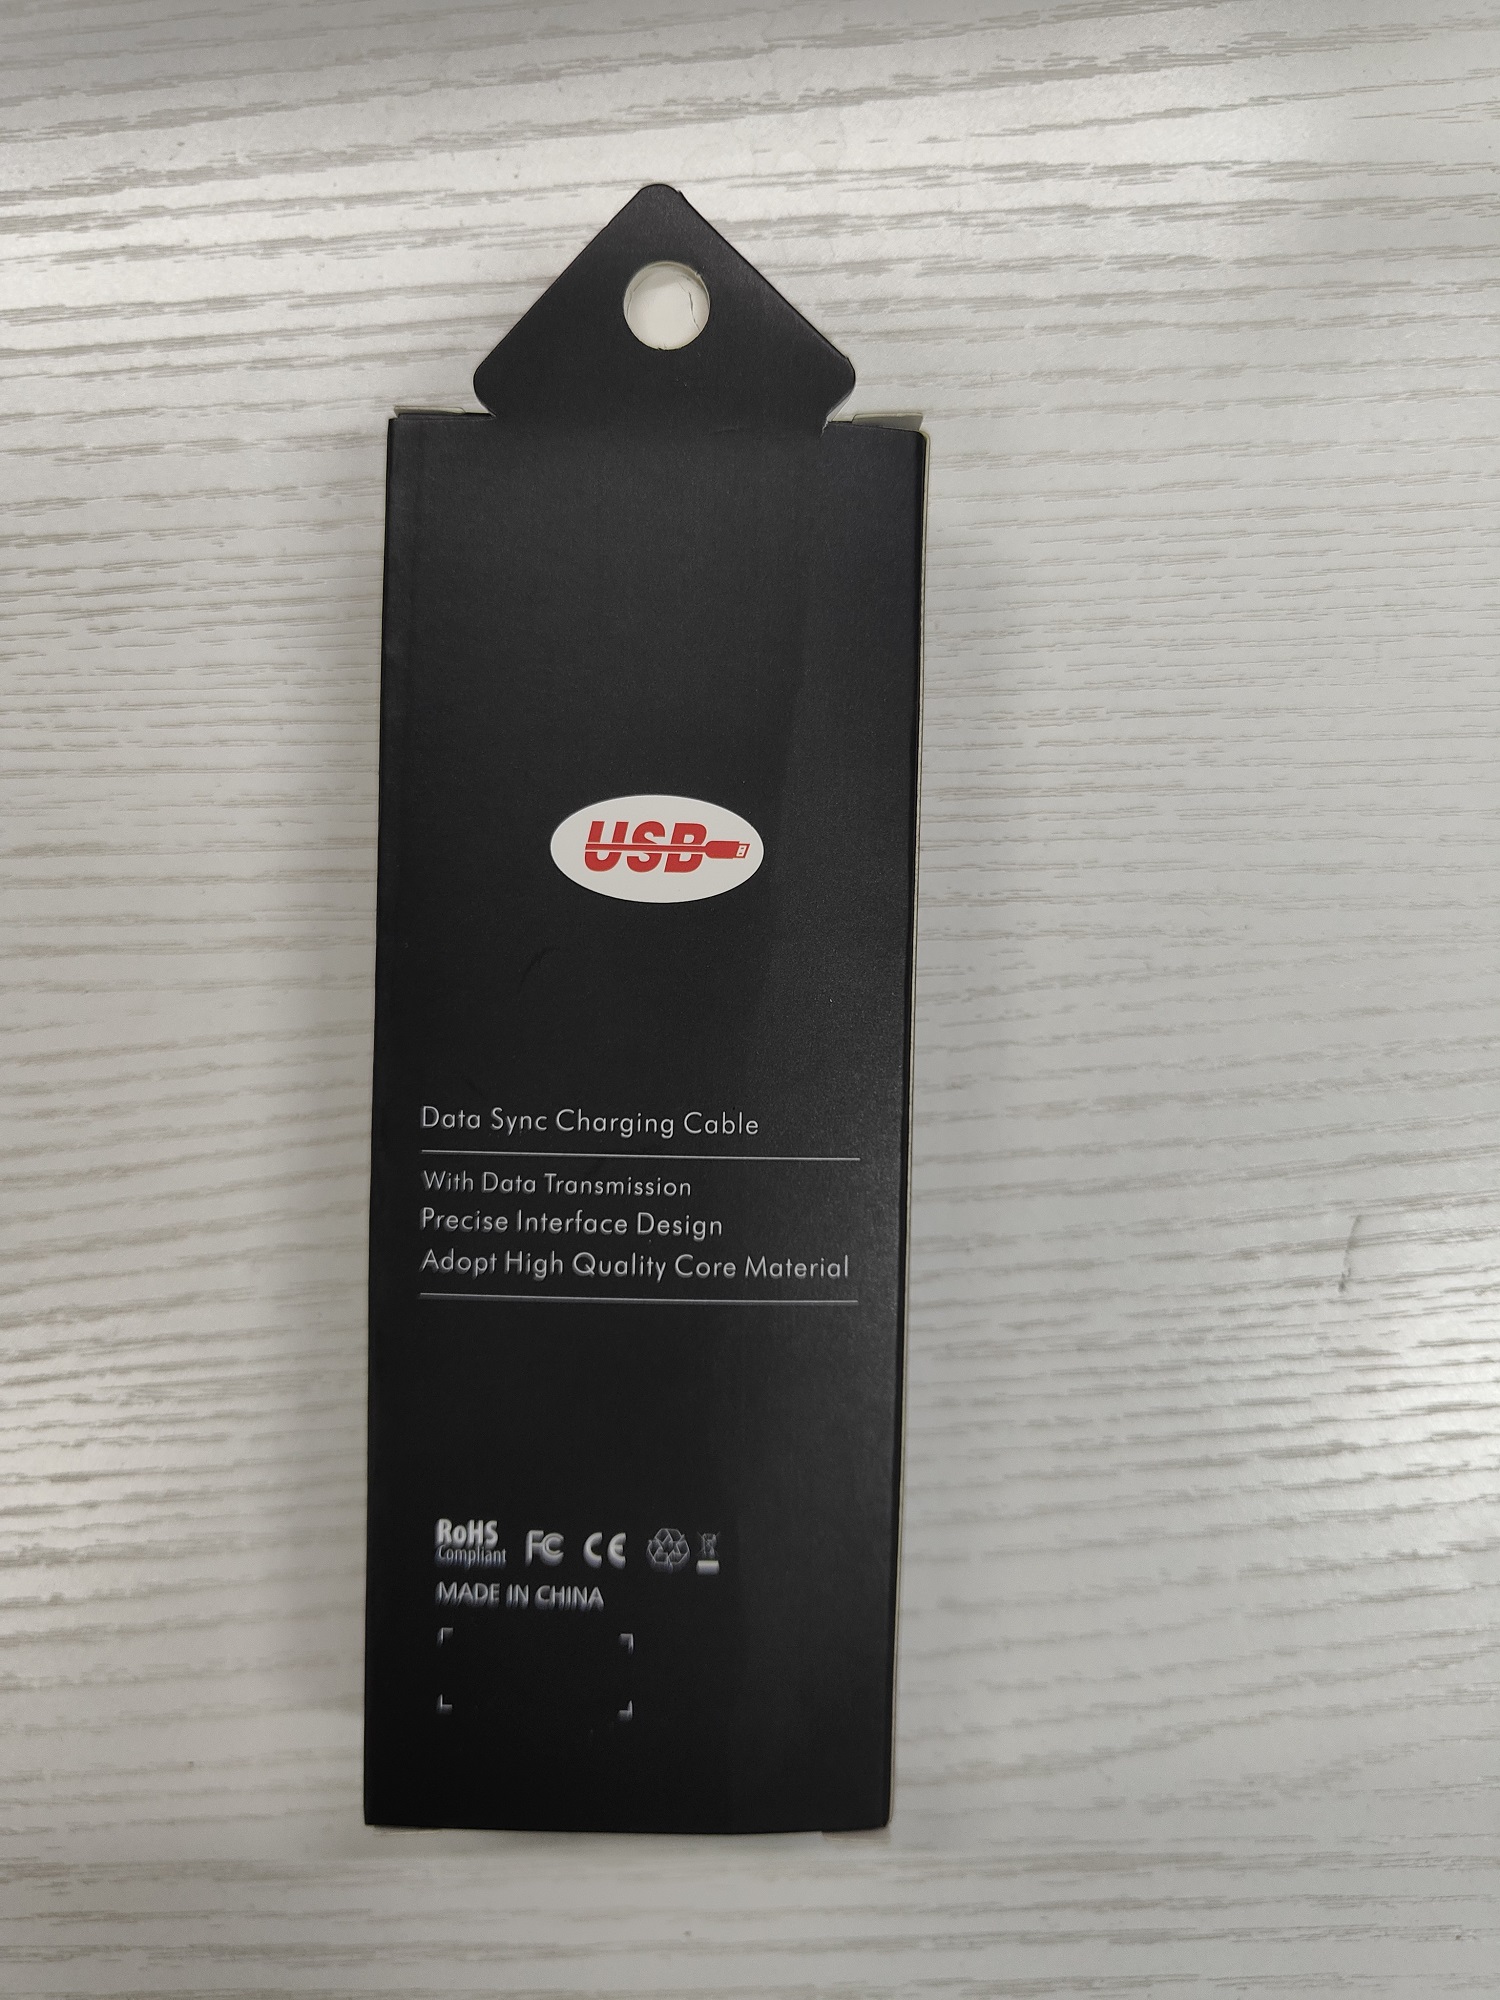 USB
Data Sync Charging Cable
With Data Transmission
Precise Interface Design
Adopt High Quality Core Material
RoHS
Compliant FC CE
MADE IN CHINA